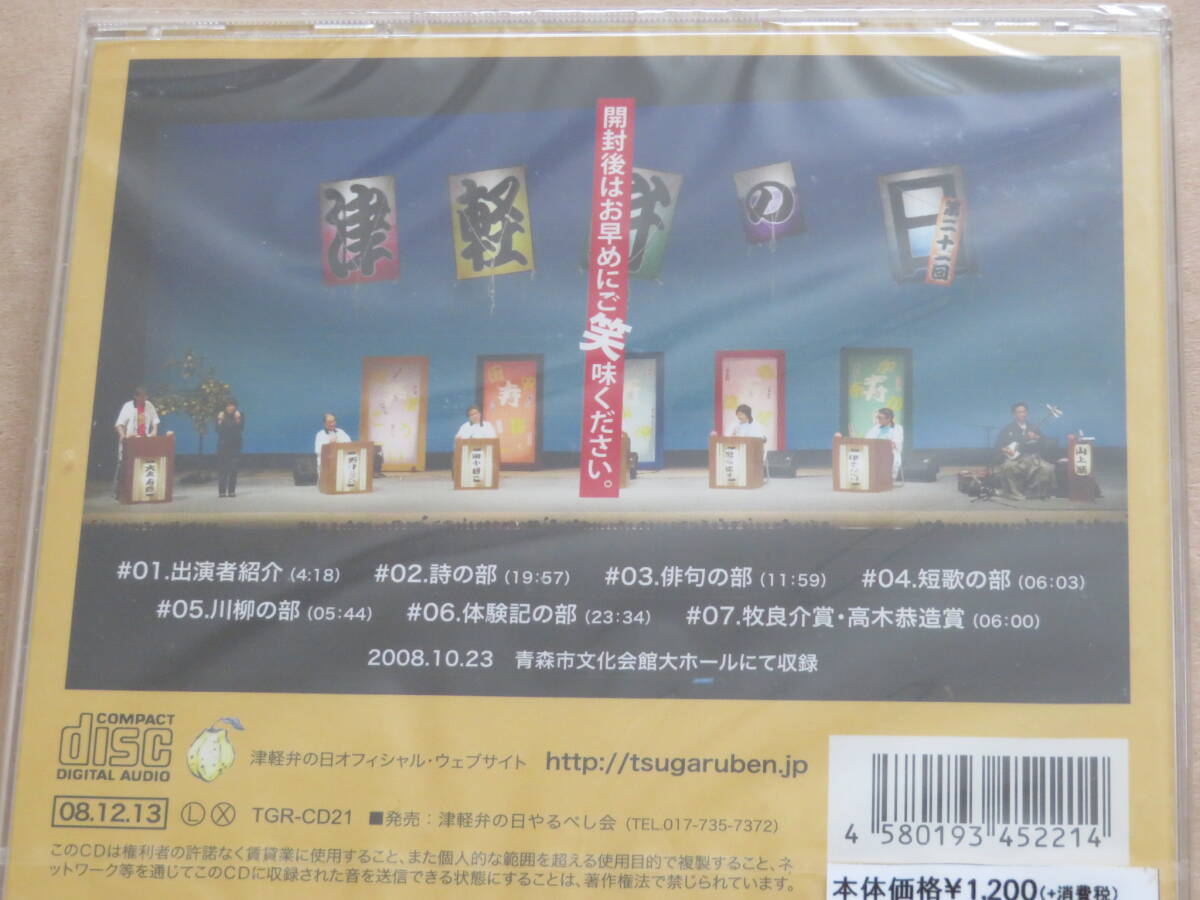 津軽弁の日
第二十一回
開封後はお早めにご笑味ください。
寿
寿
#01.出演者紹介 (4:18) #02.詩の部 (19:57) #03.俳句の部 (11:59) #04.短歌の部 (06:03)
#05.川柳の部 (05:44) #06.体験記の部 (23:34) #07.牧良介賞・高木恭造賞 (06:00)
2008.10.23 青森市文化会館大ホールにて収録
COMPACT
disc
DIGITAL AUDIO
津軽弁の日オフィシャル・ウェブサイト http://tsugaruben.jp
08.12.13 Ⓛ Ⓧ TGR-CD21 ■発売：津軽弁の日やるべし会 (TEL.017-735-7372)
このCDは権利者の許諾なく賃貸業に使用すること、また個人的な範囲を超える使用目的で複製すること、ネ
ットワーク等を通じてこのCDに収録された音を送信できる状態にすることは、著作権法で禁じられています。
4 580193 452214
本体価格¥1,200(+消費税)